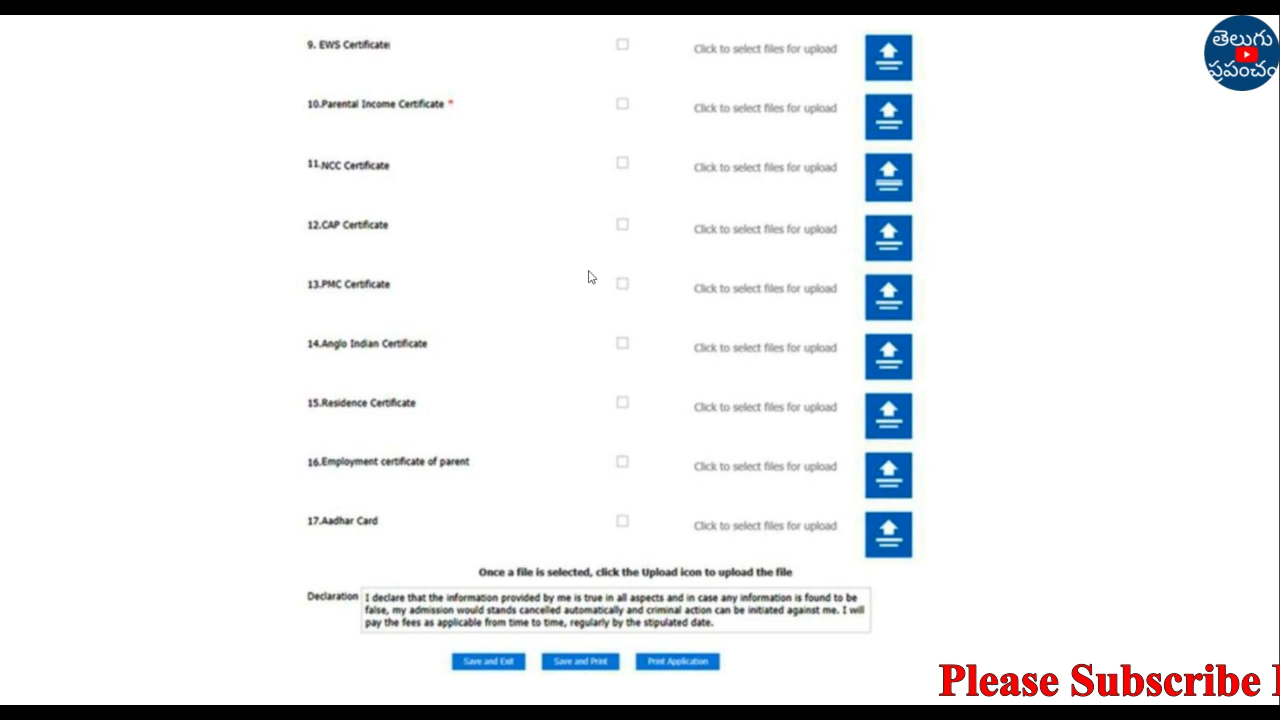 తెలుగు
ప్రపంచం
9. EWS Certificate
Click to select files for upload
10.Parental Income Certificate *
Click to select files for upload
11.NCC Certificate
Click to select files for upload
12.CAP Certificate
Click to select files for upload
13.PMC Certificate
Click to select files for upload
14.Anglo Indian Certificate
Click to select files for upload
15.Residence Certificate
Click to select files for upload
16.Employment certificate of parent
Click to select files for upload
17.Aadhar Card
Click to select files for upload
Once a file is selected, click the Upload icon to upload the file
Declaration
I declare that the information provided by me is true in all aspects and in case any information is found to be
false, my admission would stands cancelled automatically and criminal action can be initiated against me. I will
pay the fees as applicable from time to time, regularly by the stipulated date.
Save and Exit
Save and Print
Print Application
Please Subscribe